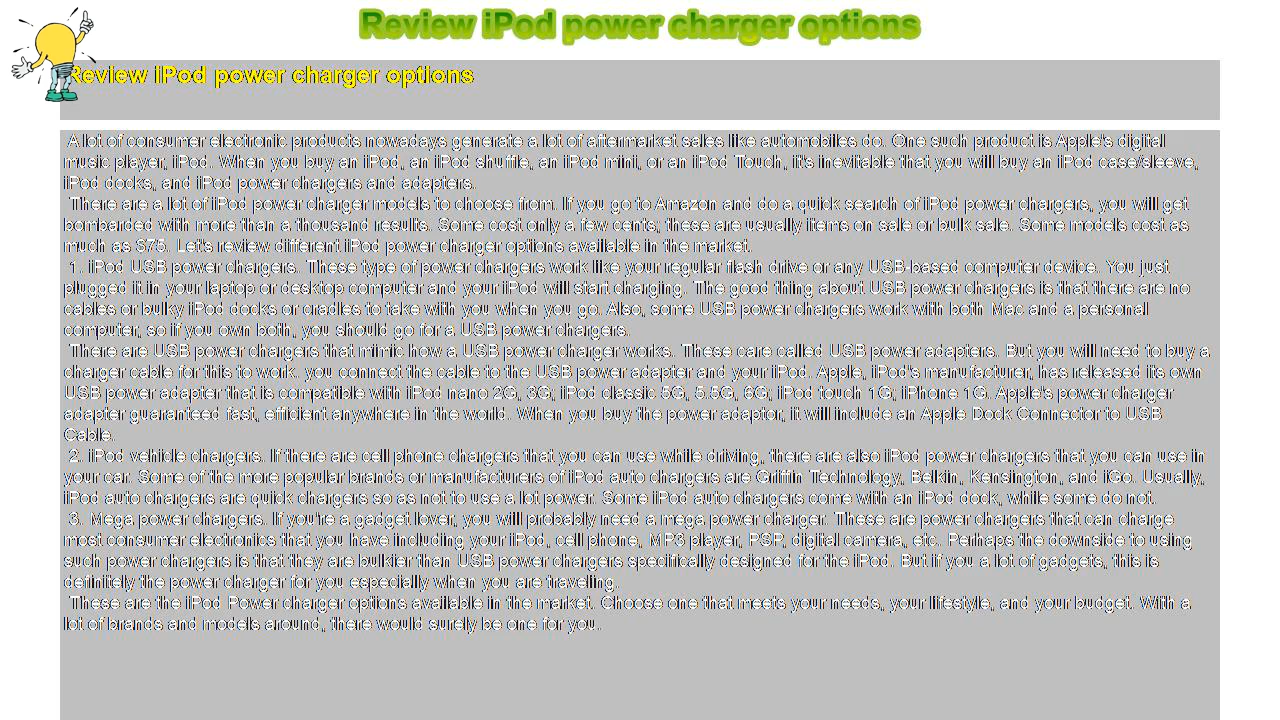 Review iPod power charger options
Review iPod power charger options
A lot of consumer electronic products nowadays generate a lot of aftermarket sales like automobiles do. One such product is Apple's digital
music player, iPod. When you buy an iPod, an iPod shuffle, an iPod mini, or an iPod Touch, it's inevitable that you will buy an iPod case/sleeve,
iPod docks, and iPod power chargers and adapters.
There are a lot of iPod power charger models to choose from. If you go to Amazon and do a quick search of iPod power chargers, you will get
bombarded with more than a thousand results. Some cost only a few cents; these are usually items on sale or bulk sale. Some models cost as
much as $75. Let's review different iPod power charger options available in the market.
1. iPod USB power chargers. These type of power chargers work like your regular flash drive or any USB-based computer device. You just
plugged it in your laptop or desktop computer and your iPod will start charging. The good thing about USB power chargers is that there are no
cables or bulky iPod docks or cradles to take with you when you go. Also, some USB power chargers work with both Mac and a personal
computer, so if you own both, you should go for a USB power chargers.
There are USB power chargers that mimic how a USB power charger works. These care called USB power adapters. But you will need to buy a
charger cable for this to work. you connect the cable to the USB power adapter and your iPod. Apple, iPod's manufacturer, has released its own
USB power adapter that is compatible with iPod nano 2G, 3G; iPod classic 5G, 5.5G, 6G; iPod touch 1G; iPhone 1G. Apple's power charger
adapter guaranteed fast, efficient anywhere in the world. When you buy the power adaptor, it will include an Apple Dock Connector to USB
Cable.
2. iPod vehicle chargers. If there are cell phone chargers that you can use while driving, there are also iPod power chargers that you can use in
your car. Some of the more popular brands or manufacturers of iPod auto chargers are Griffin Technology, Belkin, Kensington, and iGo. Usually,
iPod auto chargers are quick chargers so as not to use a lot power. Some iPod auto chargers come with an iPod dock, while some do not.
3. Mega power chargers. If you're a gadget lover, you will probably need a mega power charger. These are power chargers that can charge
most consumer electronics that you have including your iPod, cell phone, MP3 player, PSP, digital camera, etc. Perhaps the downside to using
such power chargers is that they are bulkier than USB power chargers specifically designed for the iPod. But if you a lot of gadgets, this is
definitely the power charger for you especially when you are traveling.
These are the iPod Power charger options available in the market. Choose one that meets your needs, your lifestyle, and your budget. With a
lot of brands and models around, there would surely be one for you.